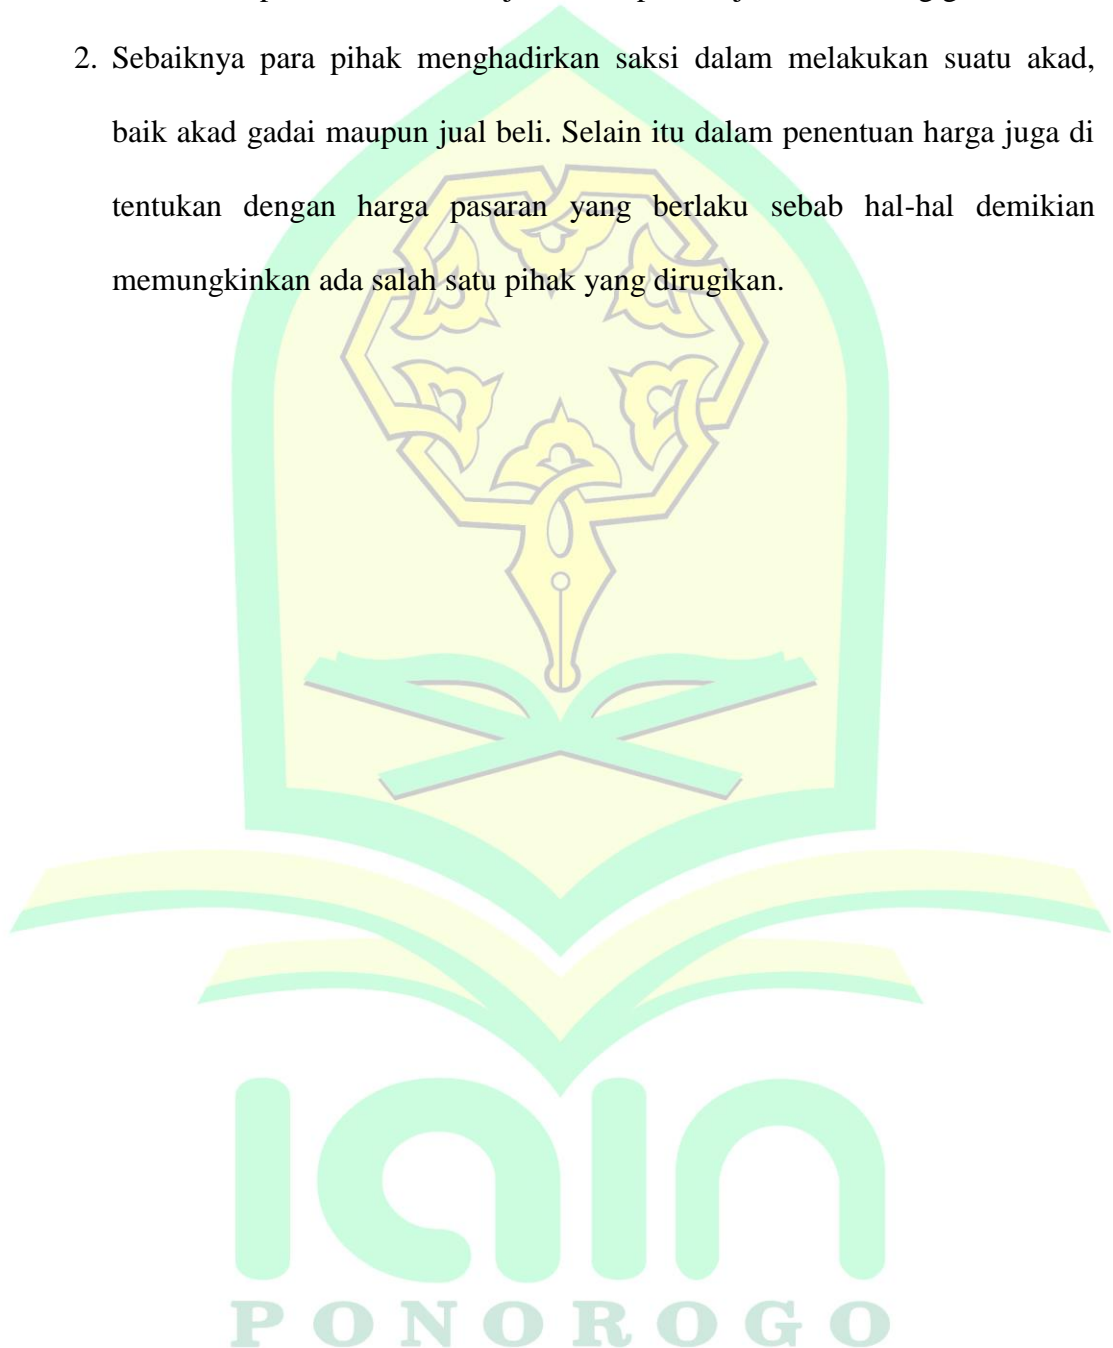 2. Sebaiknya para pihak menghadirkan saksi dalam melakukan suatu akad,
baik akad gadai maupun jual beli. Selain itu dalam penentuan harga juga di
tentukan dengan harga pasaran yang berlaku sebab hal-hal demikian
memungkinkan ada salah satu pihak yang dirugikan.
iain
PONOROGO